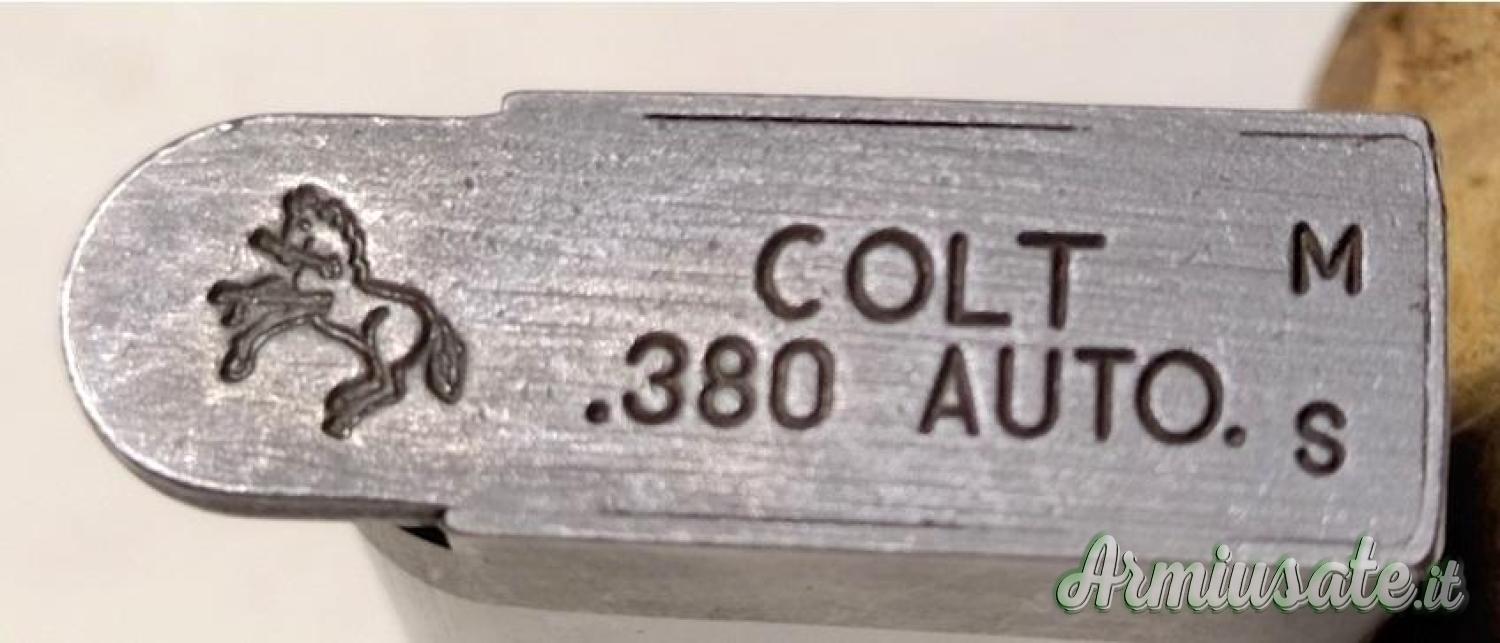 COLT M
.380 AUTO. S
Armiusate.it